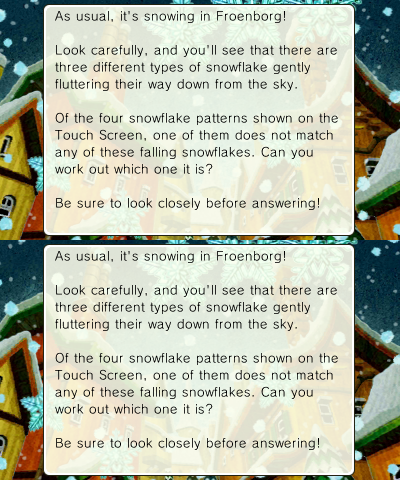 As usual, it's snowing in Froenborg!
Look carefully, and you'll see that there are
three different types of snowflake gently
fluttering their way down from the sky.
Of the four snowflake patterns shown on the
Touch Screen, one of them does not match
any of these falling snowflakes. Can you
work out which one it is?
Be sure to look closely before answering!
As usual, it's snowing in Froenborg!
Look carefully, and you'll see that there are
three different types of snowflake gently
fluttering their way down from the sky.
Of the four snowflake patterns shown on the
Touch Screen, one of them does not match
any of these falling snowflakes. Can you
work out which one it is?
Be sure to look closely before answering!